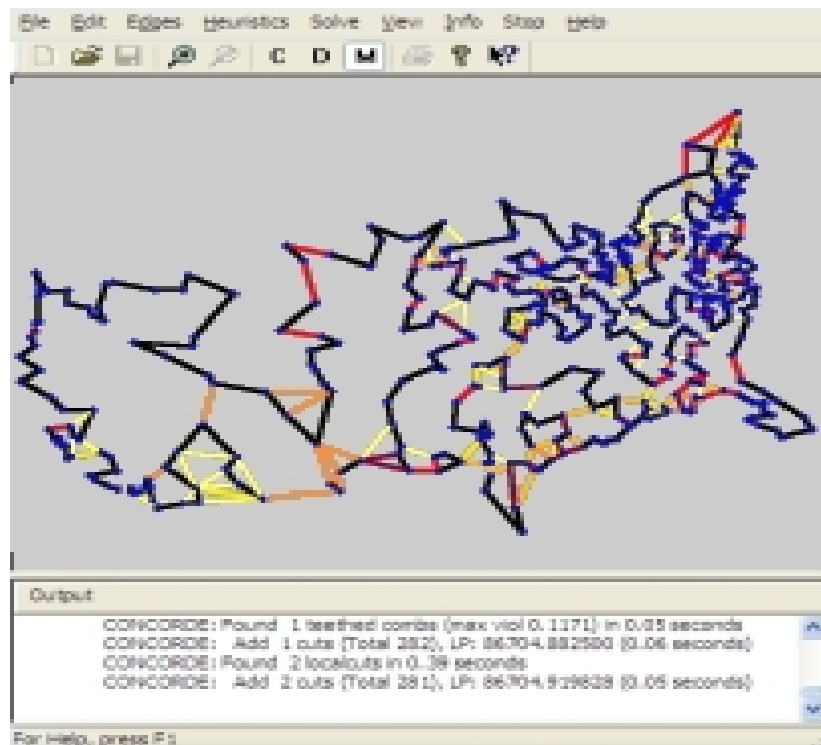 File Edit Edges Heuristics Solve View Info Stop Help
C D M
Output
CONCORDE: Found 1 teethed combs (max viol 0.1171) in 0.05 seconds
CONCORDE: Add 1 cuts (Total 282), LP: 86704.882500 (0.06 seconds)
CONCORDE: Found 2 localcuts in 0.39 seconds
CONCORDE: Add 2 cuts (Total 281), LP: 86704.919828 (0.05 seconds)
For Help, press F1